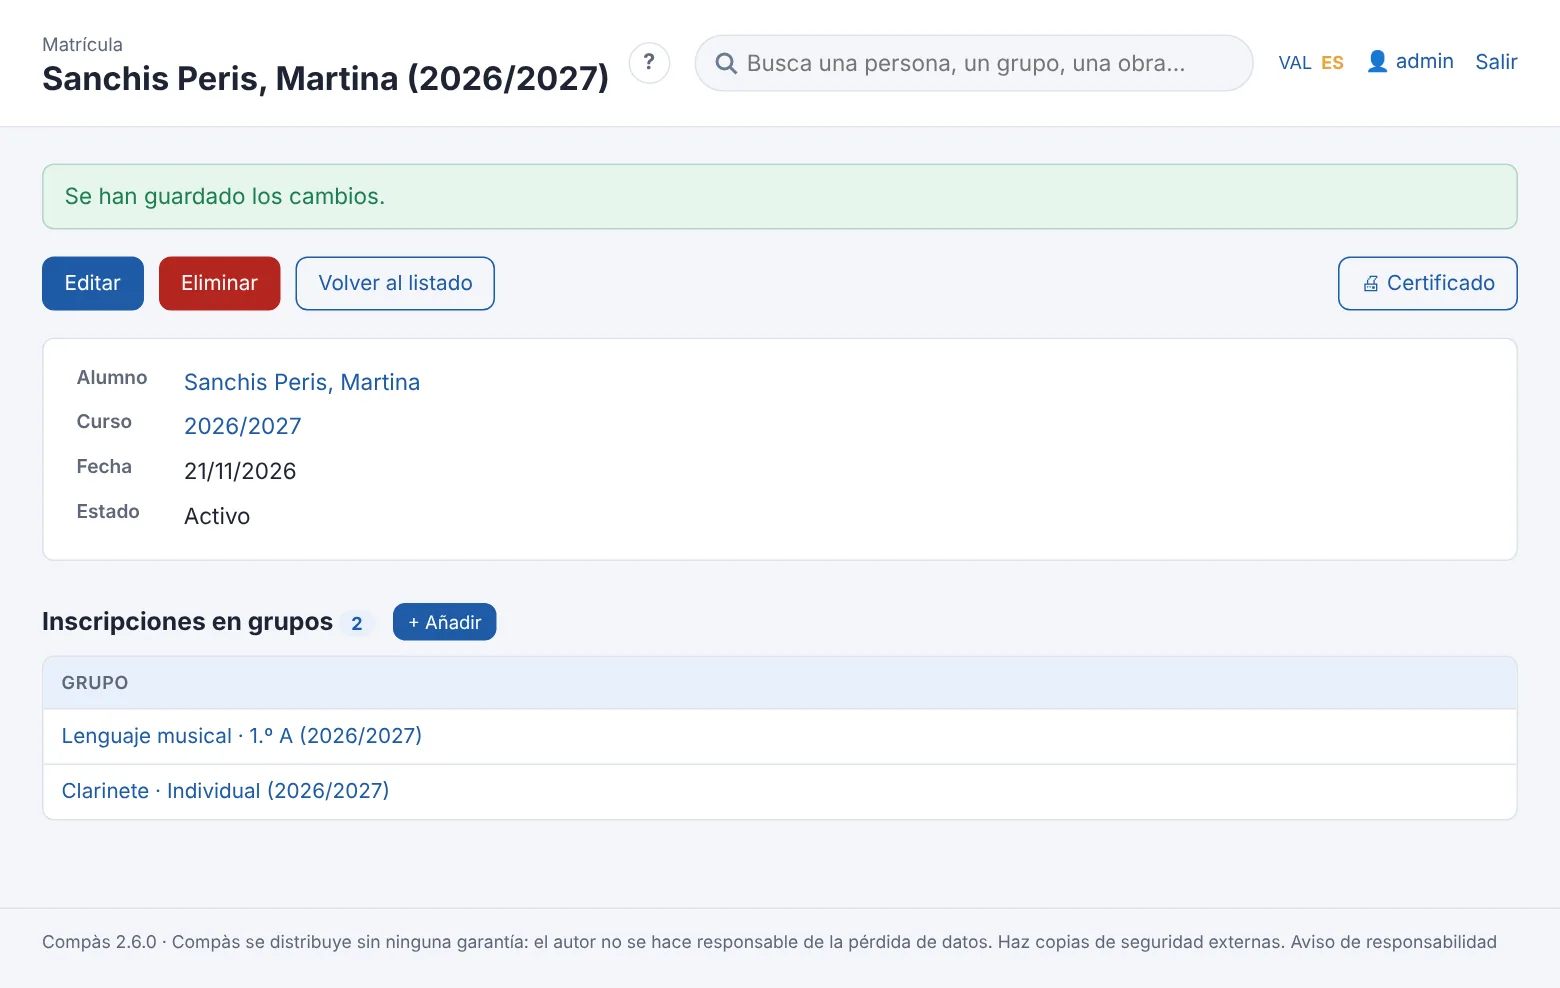 Matrícula
Sanchis Peris, Martina (2026/2027)
?
Busca una persona, un grupo, una obra...
VAL ES
admin
Salir
Se han guardado los cambios.
Editar
Eliminar
Volver al listado
Certificado
Alumno Sanchis Peris, Martina
Curso 2026/2027
Fecha 21/11/2026
Estado Activo
Inscripciones en grupos 2 + Añadir
GRUPO
Lenguaje musical · 1.º A (2026/2027)
Clarinete · Individual (2026/2027)
Compàs 2.6.0 · Compàs se distribuye sin ninguna garantía: el autor no se hace responsable de la pérdida de datos. Haz copias de seguridad externas. Aviso de responsabilidad